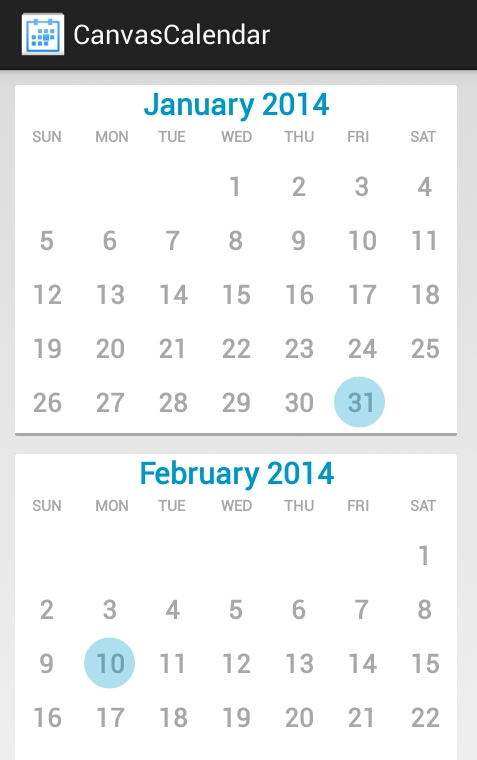 CanvasCalendar
January 2014
SUN MON TUE WED THU FRI SAT
1 2 3 4
5 6 7 8 9 10 11
12 13 14 15 16 17 18
19 20 21 22 23 24 25
26 27 28 29 30 31
February 2014
SUN MON TUE WED THU FRI SAT
1
2 3 4 5 6 7 8
9 10 11 12 13 14 15
16 17 18 19 20 21 22